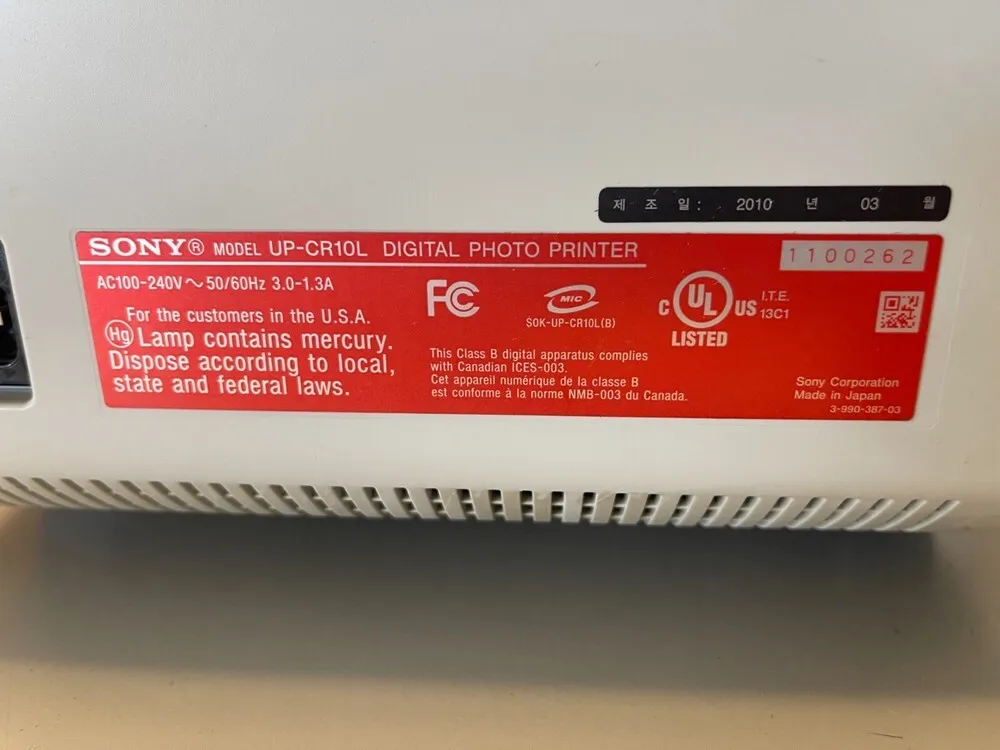 제 조 일 : 2010 년 03 월
SONY® MODEL UP-CR10L DIGITAL PHOTO PRINTER
1100262
AC100-240V～50/60Hz 3.0-1.3A
For the customers in the U.S.A.
Hg Lamp contains mercury.
Dispose according to local,
state and federal laws.
FC
MIC
SOK-UP-CR10L(B)
This Class B digital apparatus complies
with Canadian ICES-003.
Cet appareil numérique de la classe B
est conforme à la norme NMB-003 du Canada.
C UL US I.T.E.
13C1
LISTED
Sony Corporation
Made in Japan
3-990-387-03